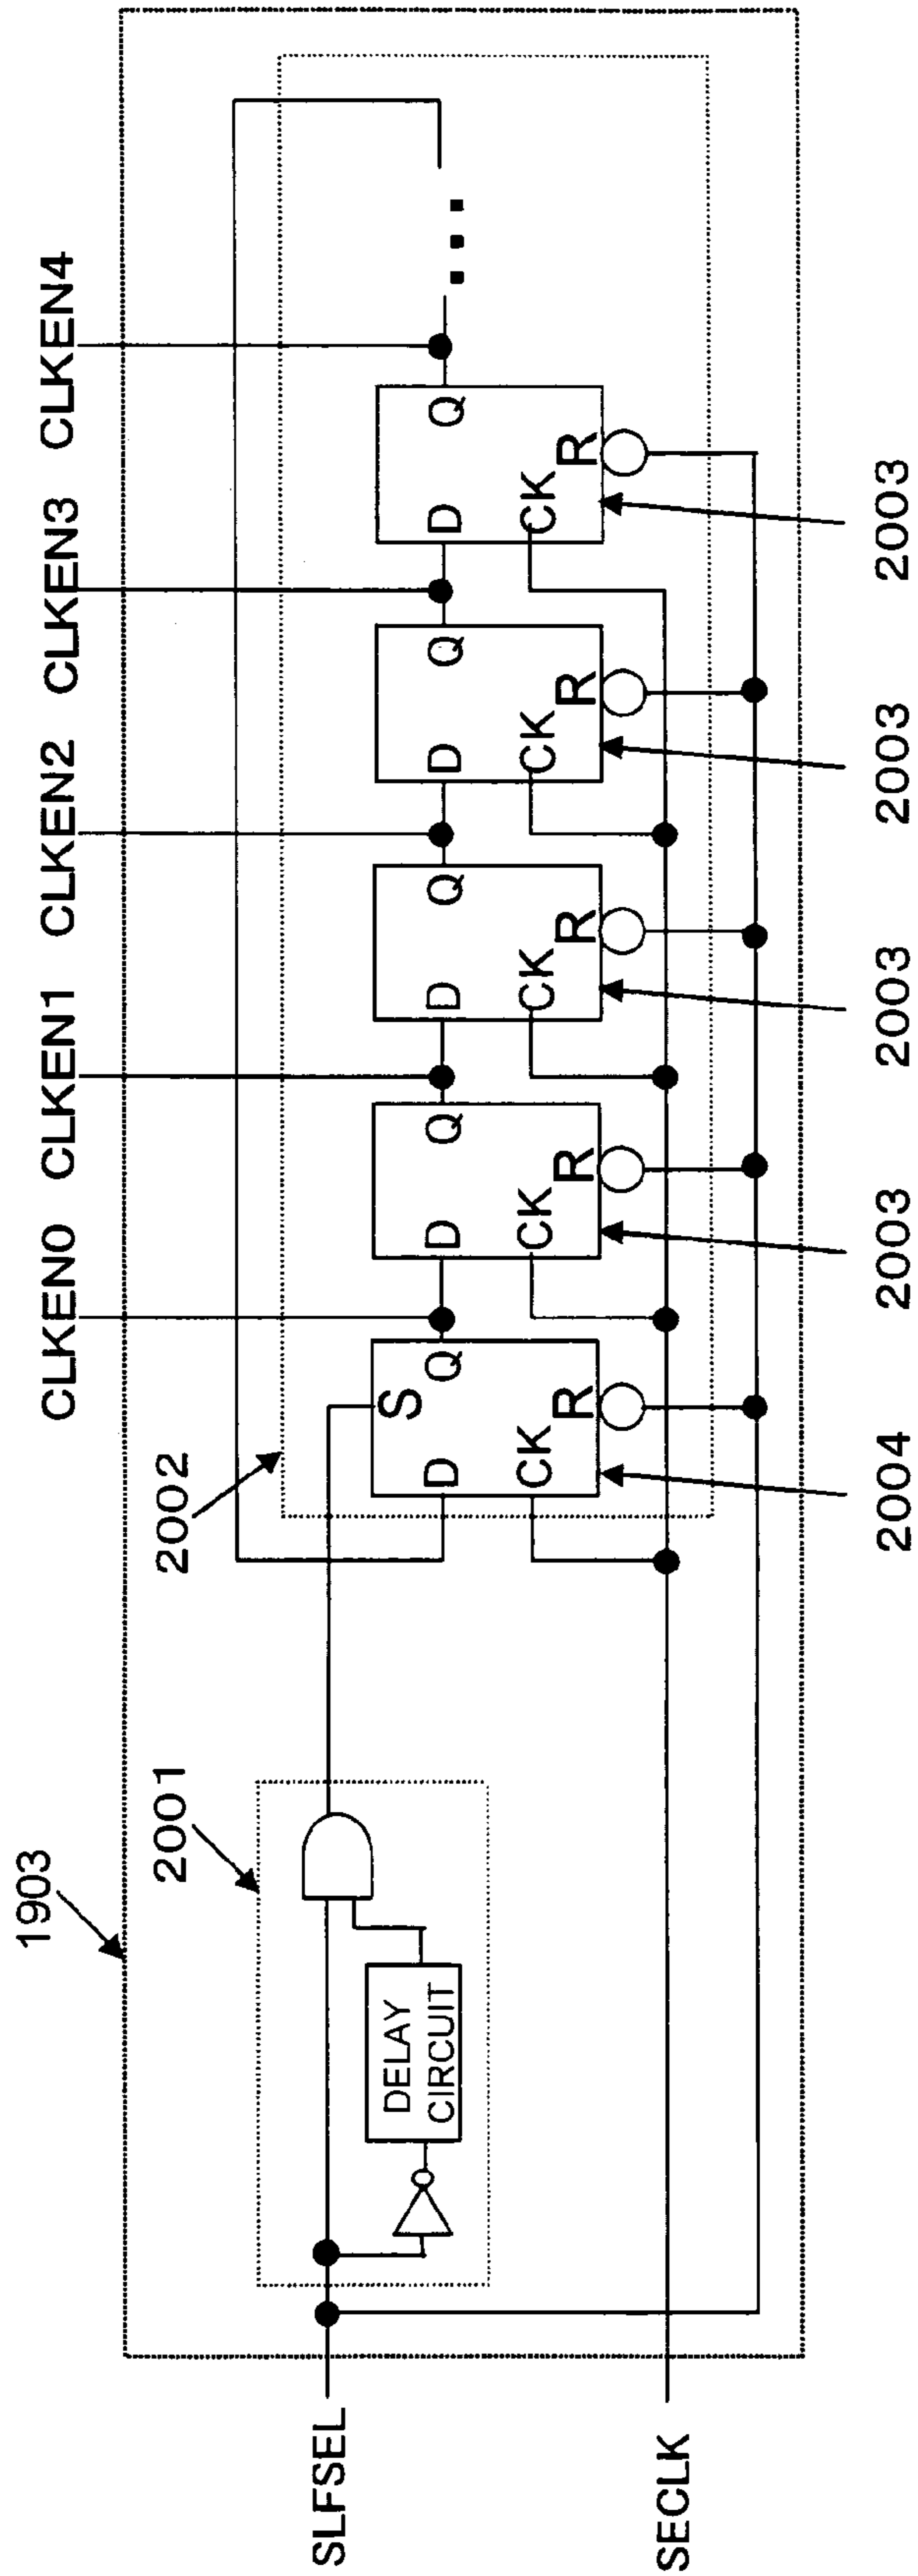 1903
2001
2002
CLKEN0 CLKEN1 CLKEN2 CLKEN3 CLKEN4
SLFSEL
SECLK
DELAY
CIRCUIT
S
D
Q
CK
R
D
Q
CK
R
D
Q
CK
R
D
Q
CK
R
D
Q
CK
R
2004
2003
2003
2003
2003